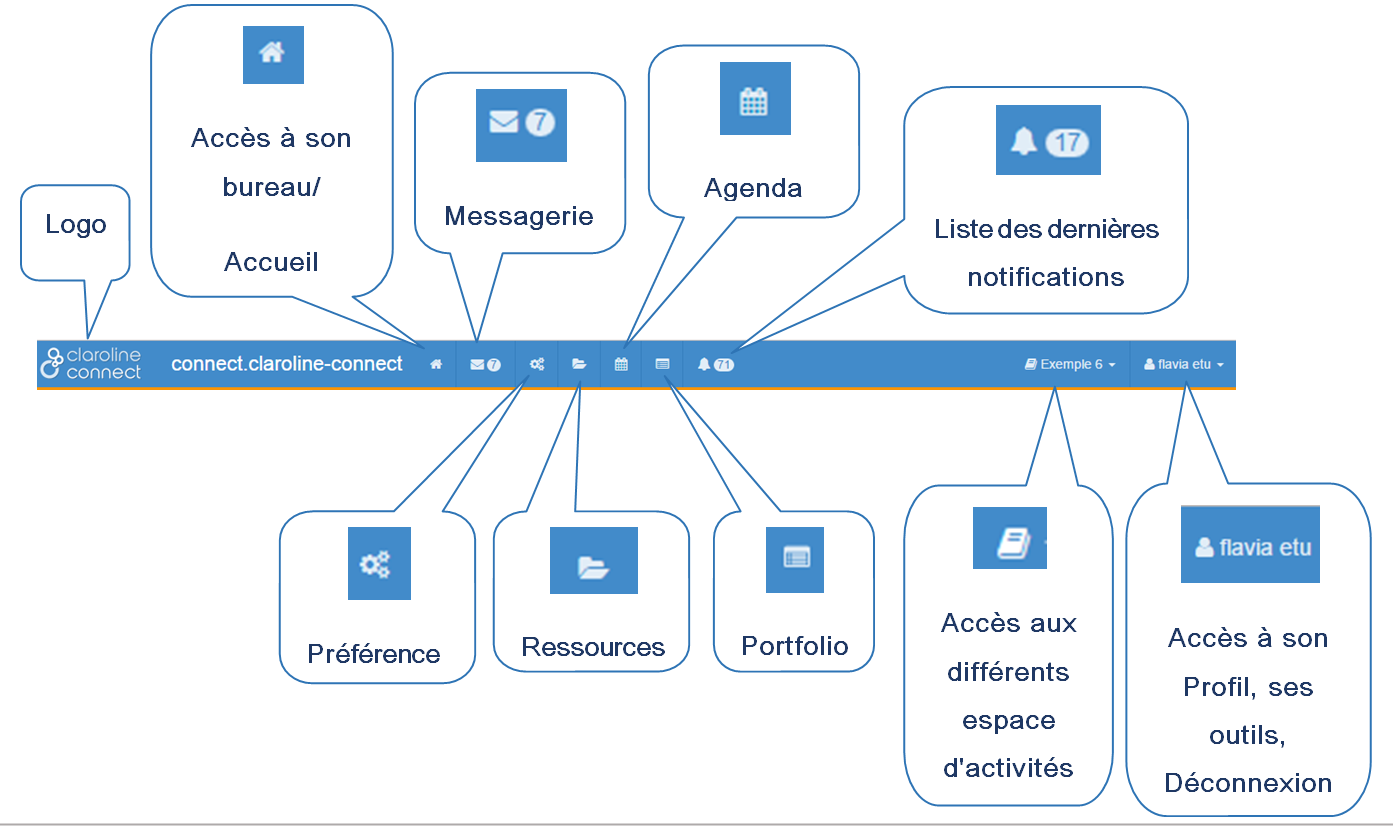 Accès à son
bureau/
Accueil
7
Messagerie
Agenda
17
Liste des dernières
notifications
Logo
claroline
connect
connect.claroline-connect
7
71
Exemple 6
flavia etu
Préférence
Ressources
Portfolio
Accès aux
différents
espace
d'activités
flavia etu
Accès à son
Profil, ses
outils,
Déconnexion